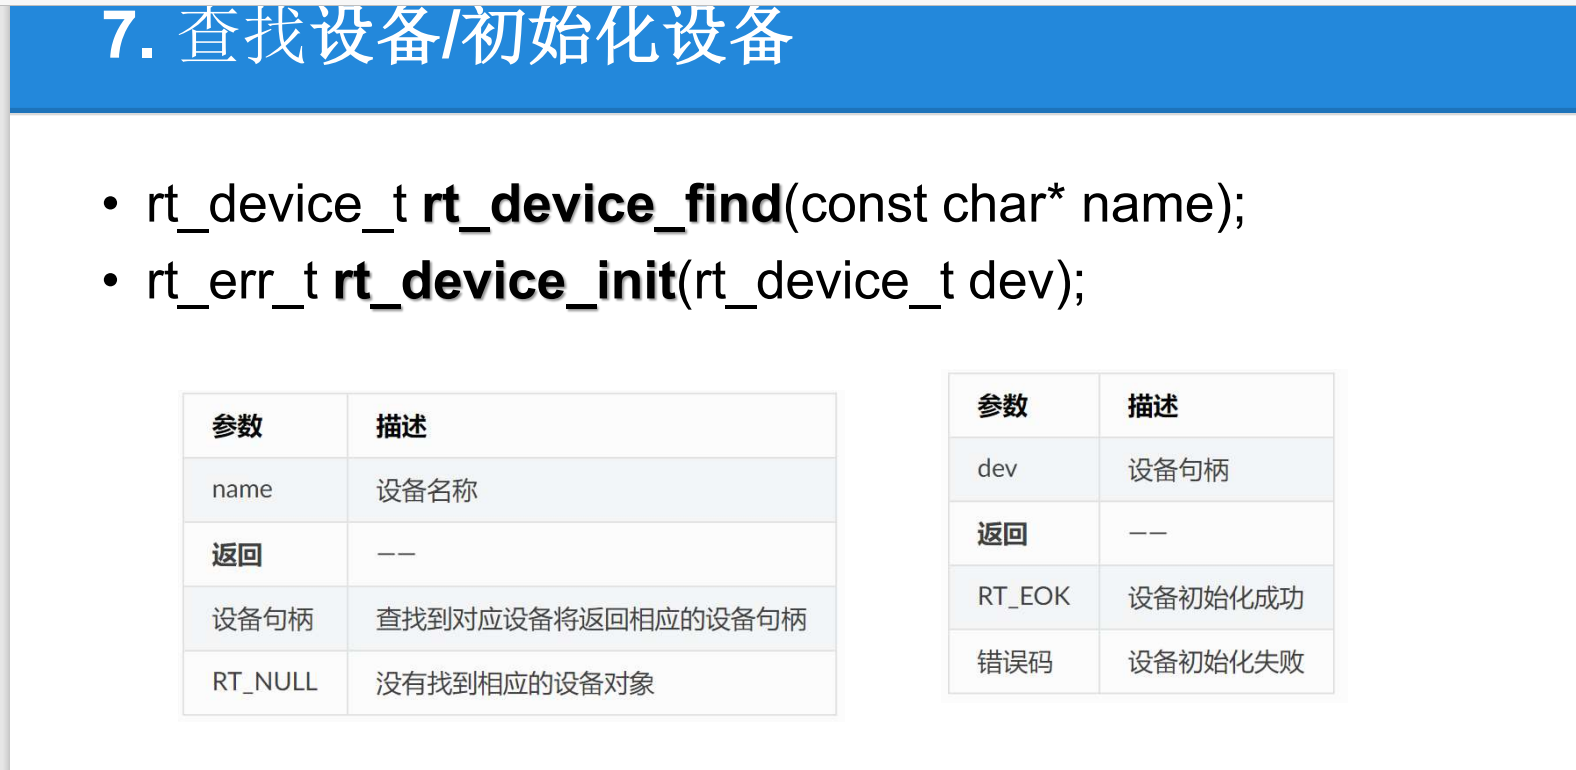 7. 查找设备/初始化设备
• rt_device_t rt_device_find(const char* name);
• rt_err_t rt_device_init(rt_device_t dev);
参数 描述
name 设备名称
返回 ——
设备句柄 查找到对应设备将返回相应的设备句柄
RT_NULL 没有找到相应的设备对象
参数 描述
dev 设备句柄
返回 ——
RT_EOK 设备初始化成功
错误码 设备初始化失败